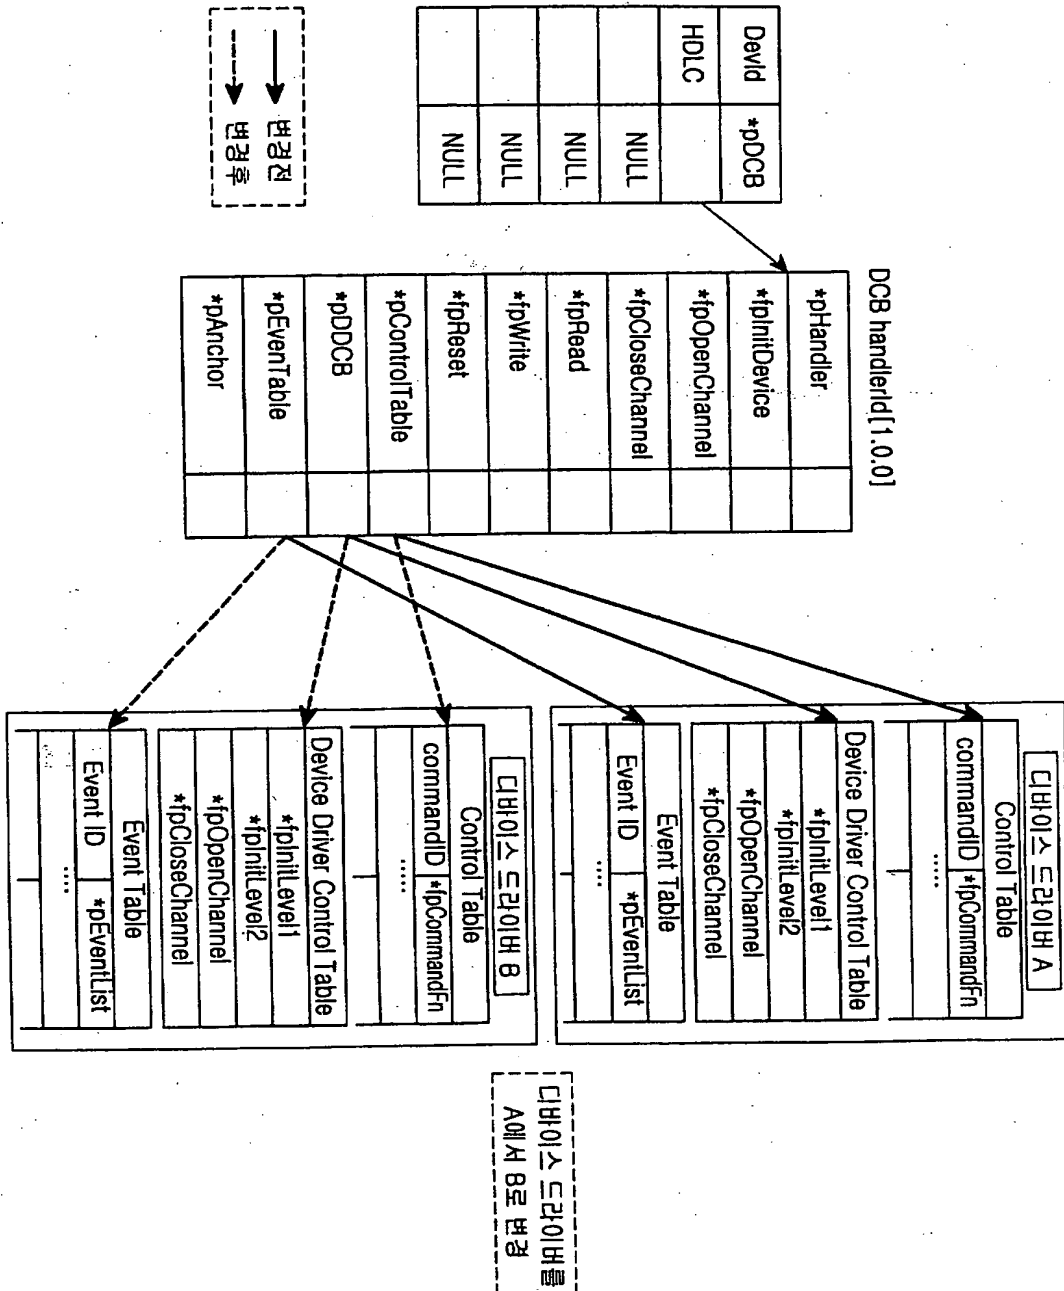 DevId *pDCB
HDLC
NULL
NULL
NULL
NULL
변경전
변경후
DCB handlerId[1.0.0]
*pHandler
*fpInitDevice
*fpOpenChannel
*fpCloseChannel
*fpRead
*fpWrite
*fpReset
*pControlTable
*pDDCB
*pEventTable
*pAnchor
디바이스 드라이버 A
Control Table
commandID *fpCommandFn
.....
Device Driver Control Table
*fpInitLevel1
*fpInitLevel2
*fpOpenChannel
*fpCloseChannel
Event Table
Event ID *pEventList
.....
디바이스 드라이버 B
Control Table
commandID *fpCommandFn
.....
Device Driver Control Table
*fpInitLevel1
*fpInitLevel2
*fpOpenChannel
*fpCloseChannel
Event Table
Event ID *pEventList
.....
디바이스 드라이버를
A에서 B로 변경